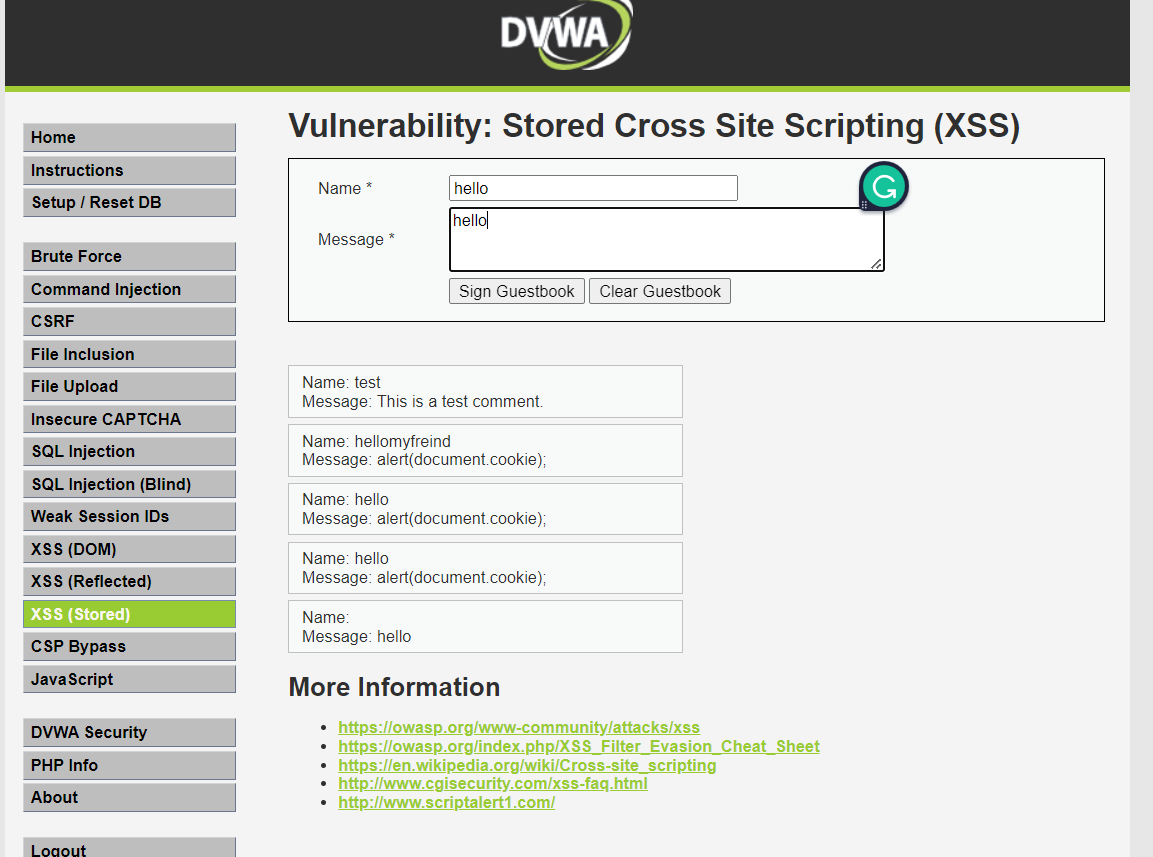 DVWA
Home
Instructions
Setup / Reset DB
Brute Force
Command Injection
CSRF
File Inclusion
File Upload
Insecure CAPTCHA
SQL Injection
SQL Injection (Blind)
Weak Session IDs
XSS (DOM)
XSS (Reflected)
XSS (Stored)
CSP Bypass
JavaScript
DVWA Security
PHP Info
About
Logout
Vulnerability: Stored Cross Site Scripting (XSS)
Name * hello
Message * hello
Sign Guestbook Clear Guestbook
Name: test
Message: This is a test comment.
Name: hellomyfreind
Message: alert(document.cookie);
Name: hello
Message: alert(document.cookie);
Name: hello
Message: alert(document.cookie);
Name:
Message: hello
More Information
https://owasp.org/www-community/attacks/xss
https://owasp.org/index.php/XSS_Filter_Evasion_Cheat_Sheet
https://en.wikipedia.org/wiki/Cross-site_scripting
http://www.cgisecurity.com/xss-faq.html
http://www.scriptalert1.com/